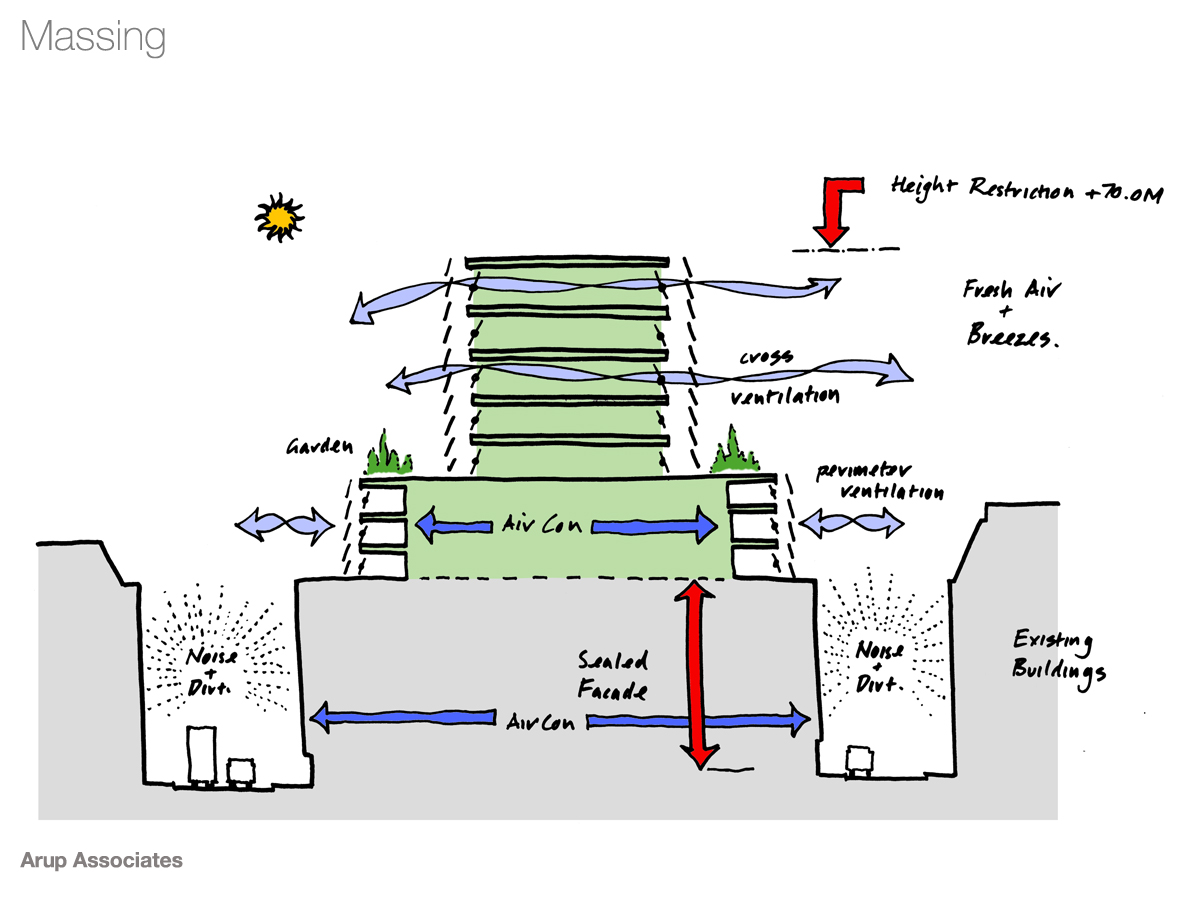 Massing
Height Restriction +70.0M
Fresh Air
+
Breezes.
cross
ventilation
Garden
perimeter
ventilation
Air Con
Noise
+
Dirt.
Sealed
Facade
Noise
+
Dirt.
Existing
Buildings
Air Con
Arup Associates